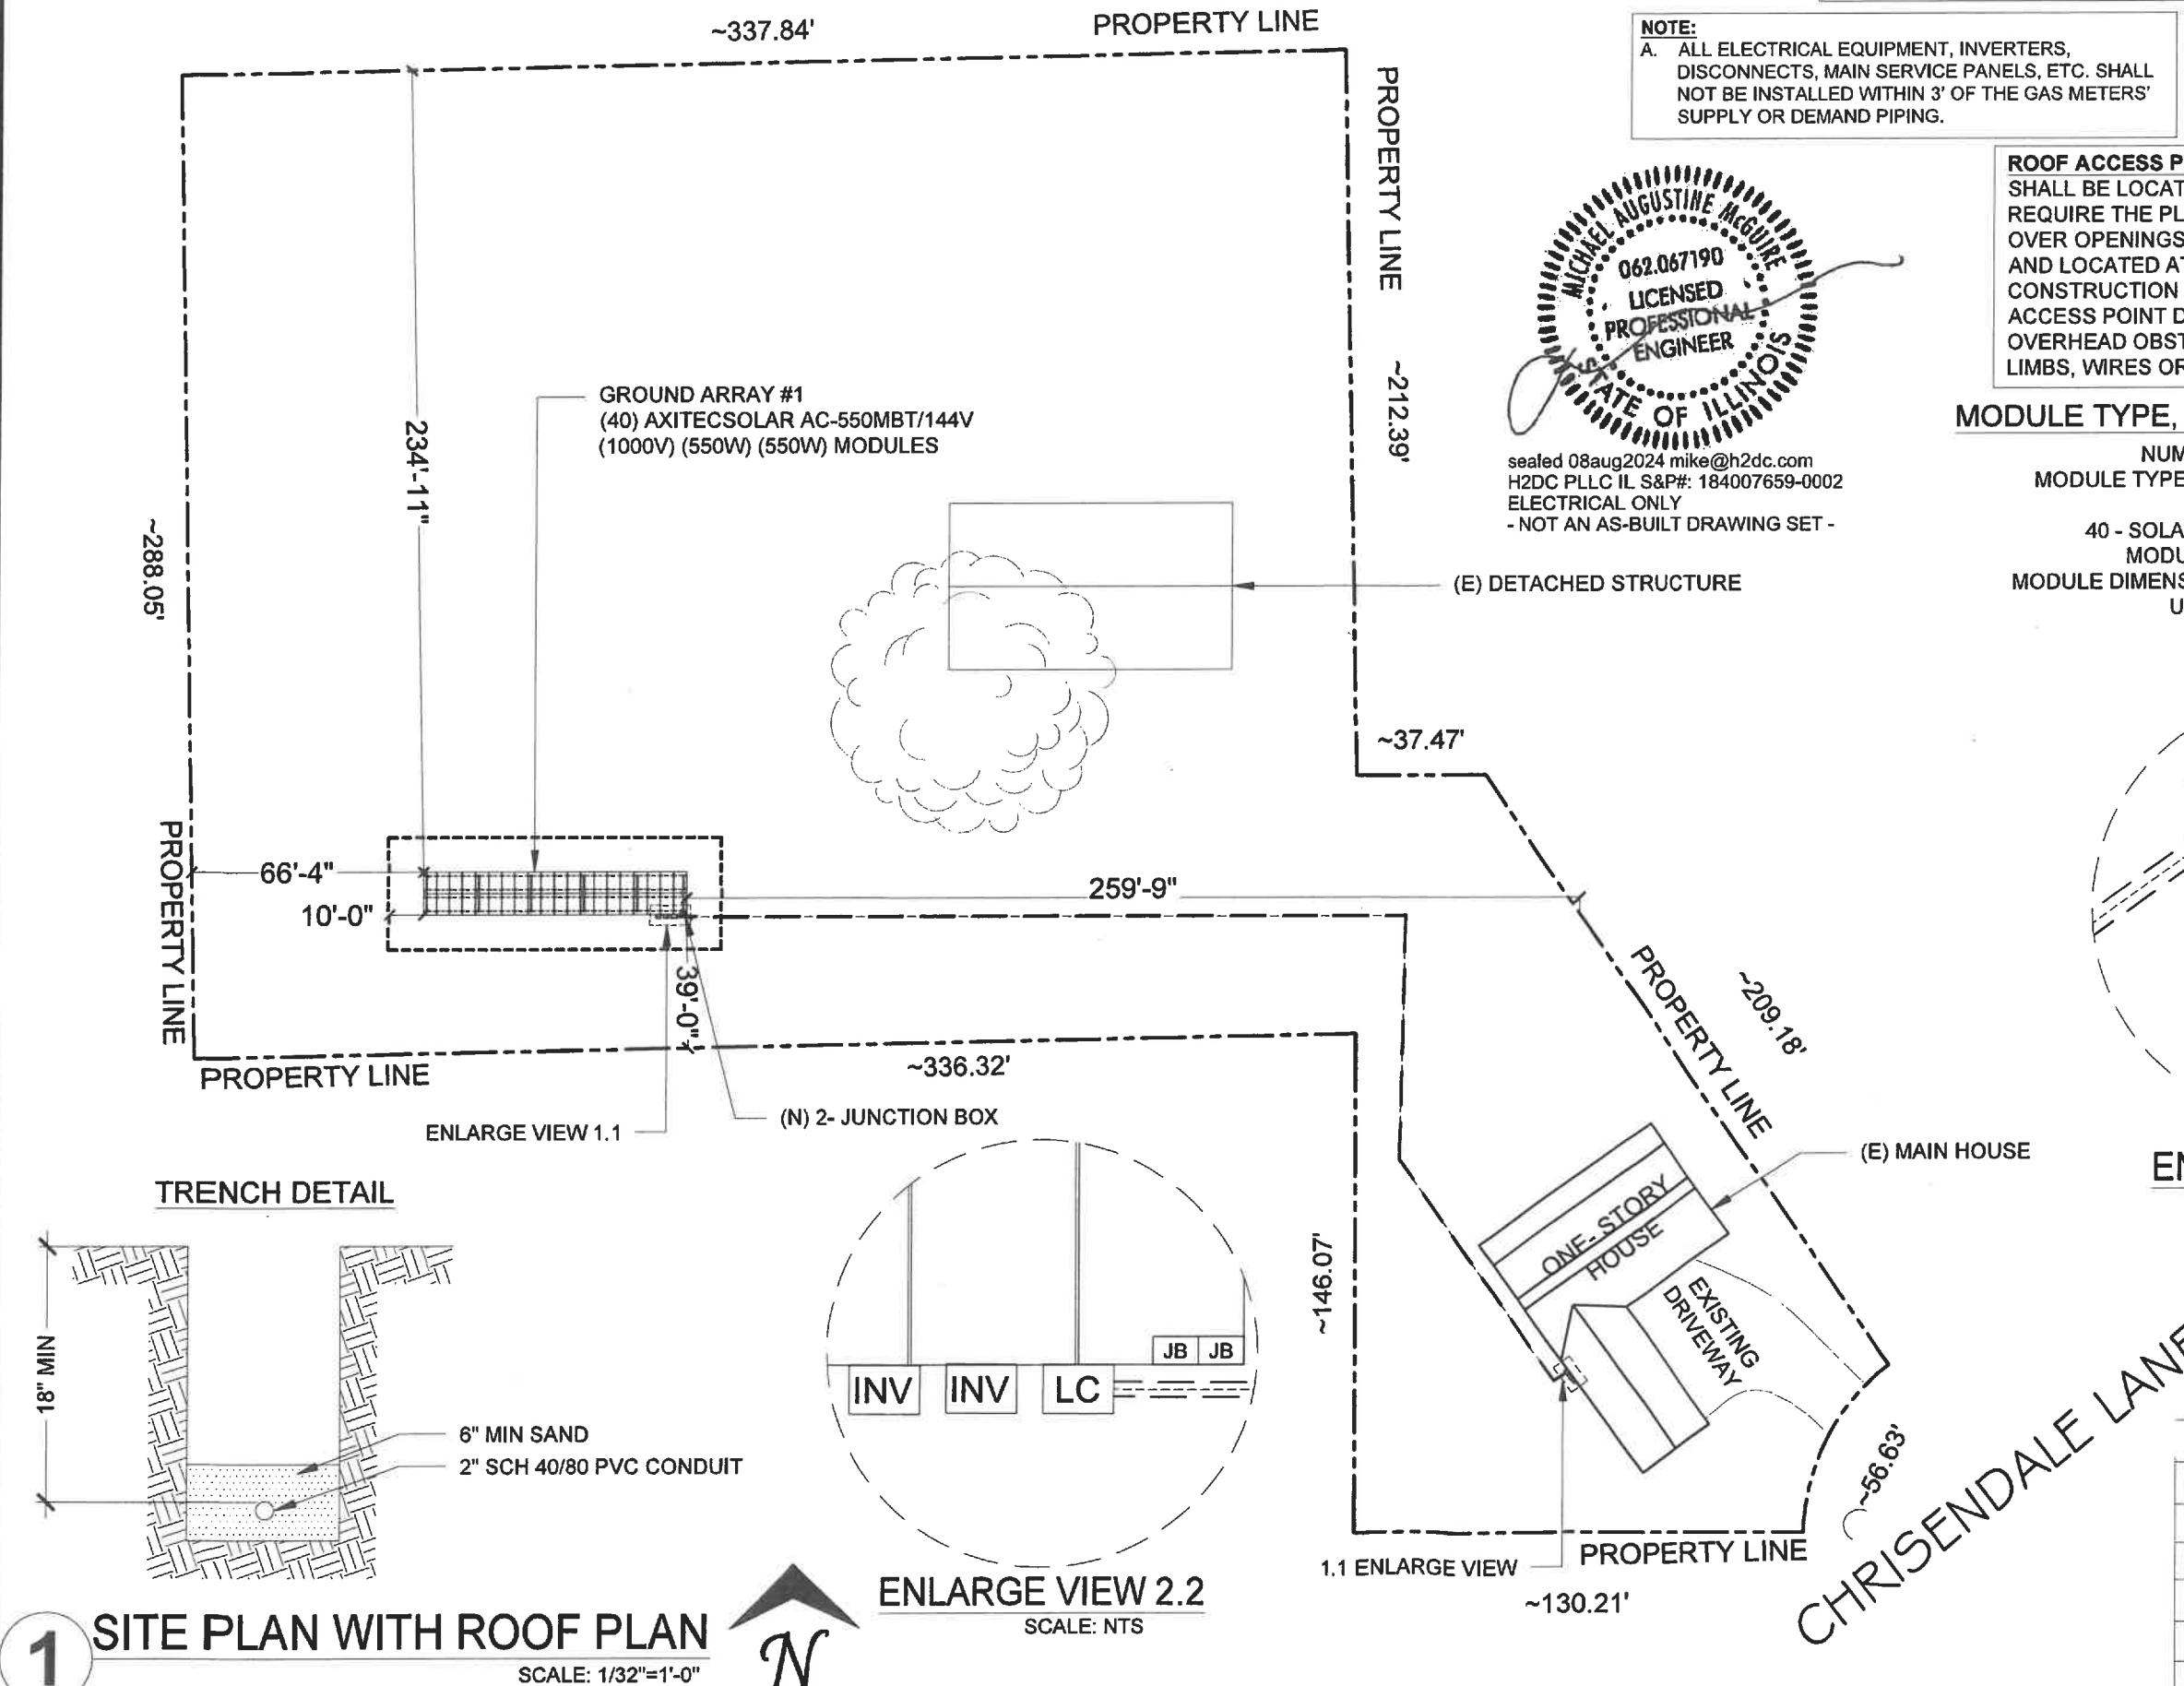 ~337.84'
PROPERTY LINE
NOTE:
A. ALL ELECTRICAL EQUIPMENT, INVERTERS,
DISCONNECTS, MAIN SERVICE PANELS, ETC. SHALL
NOT BE INSTALLED WITHIN 3' OF THE GAS METERS'
SUPPLY OR DEMAND PIPING.
PROPERTY LINE
~212.39'
MICHAEL AUGUSTINE McGUIRE
062.067190
LICENSED
PROFESSIONAL
ENGINEER
STATE OF ILLINOIS
sealed 08aug2024 mike@h2dc.com
H2DC PLLC IL S&P#: 184007659-0002
ELECTRICAL ONLY
- NOT AN AS-BUILT DRAWING SET -
ROOF ACCESS P
SHALL BE LOCAT
REQUIRE THE PL
OVER OPENINGS
AND LOCATED AT
CONSTRUCTION
ACCESS POINT D
OVERHEAD OBST
LIMBS, WIRES OR
MODULE TYPE,
NUM
MODULE TYPE
40 - SOLA
MODU
MODULE DIMENS
U
GROUND ARRAY #1
(40) AXITECSOLAR AC-550MBT/144V
(1000V) (550W) (550W) MODULES
234'-11"
~288.05'
PROPERTY LINE
(E) DETACHED STRUCTURE
~37.47'
66'-4"
10'-0"
259'-9"
39'-0"
PROPERTY LINE
~209.18'
PROPERTY LINE
~336.32'
ENLARGE VIEW 1.1
(N) 2- JUNCTION BOX
(E) MAIN HOUSE
EN
ONE- STORY
HOUSE
EXISTING
DRIVEWAY
~146.07'
TRENCH DETAIL
18" MIN
6" MIN SAND
2" SCH 40/80 PVC CONDUIT
JB JB
INV INV LC
ENLARGE VIEW 2.2
SCALE: NTS
1.1 ENLARGE VIEW
PROPERTY LINE
~130.21'
~56.63'
CHRISENDALE LANE
1 SITE PLAN WITH ROOF PLAN
SCALE: 1/32"=1'-0"
N